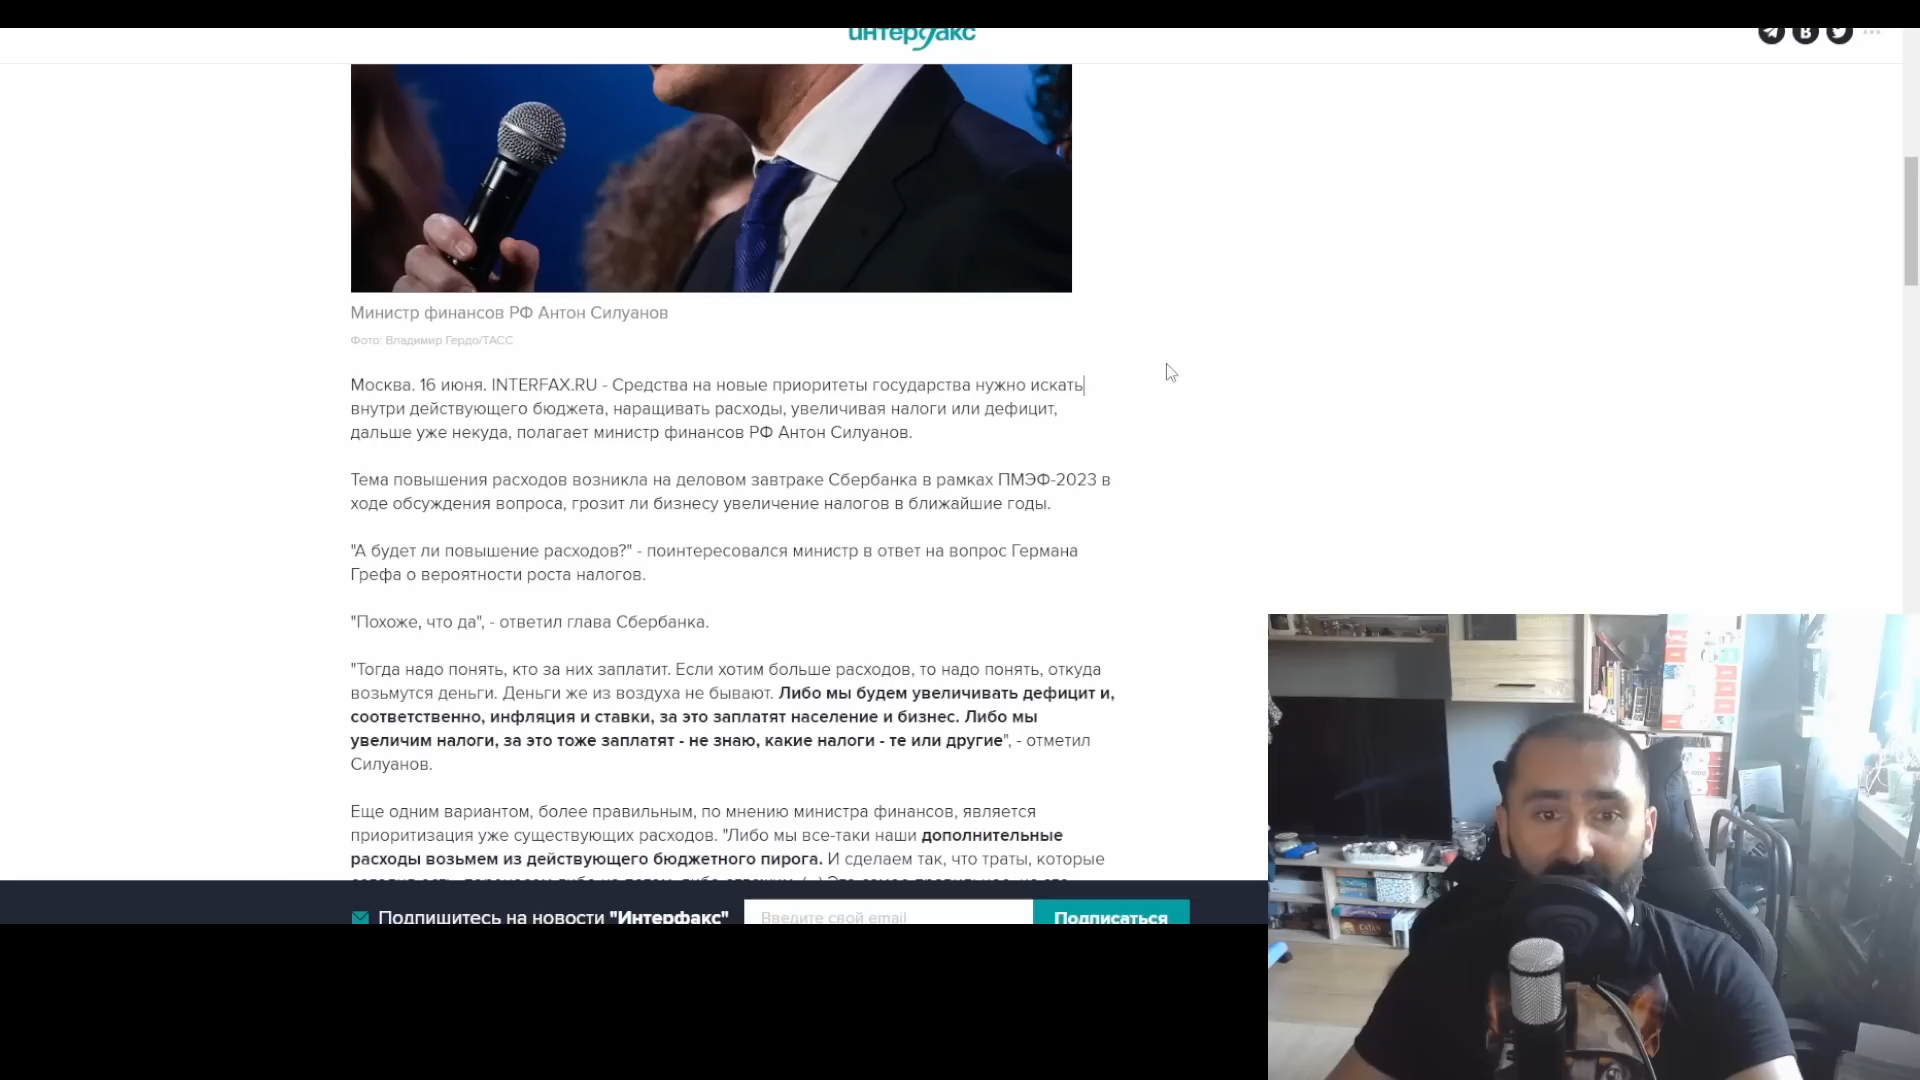 интерфакс
Министр финансов РФ Антон Силуанов
Фото: Владимир Гердо/ТАСС
Москва. 16 июня. INTERFAX.RU - Средства на новые приоритеты государства нужно искать
внутри действующего бюджета, наращивать расходы, увеличивая налоги или дефицит,
дальше уже некуда, полагает министр финансов РФ Антон Силуанов.
Тема повышения расходов возникла на деловом завтраке Сбербанка в рамках ПМЭФ-2023 в
ходе обсуждения вопроса, грозит ли бизнесу увеличение налогов в ближайшие годы.
"А будет ли повышение расходов?" - поинтересовался министр в ответ на вопрос Германа
Грефа о вероятности роста налогов.
"Похоже, что да", - ответил глава Сбербанка.
"Тогда надо понять, кто за них заплатит. Если хотим больше расходов, то надо понять, откуда
возьмутся деньги. Деньги же из воздуха не бывают. Либо мы будем увеличивать дефицит и,
соответственно, инфляция и ставки, за это заплатят население и бизнес. Либо мы
увеличим налоги, за это тоже заплатят - не знаю, какие налоги - те или другие", - отметил
Силуанов.
Еще одним вариантом, более правильным, по мнению министра финансов, является
приоритизация уже существующих расходов. "Либо мы все-таки наши дополнительные
расходы возьмем из действующего бюджетного пирога. И сделаем так, что траты, которые
Подпишитесь на новости "Интерфакс"
Введите свой email
Подписаться
CATAN